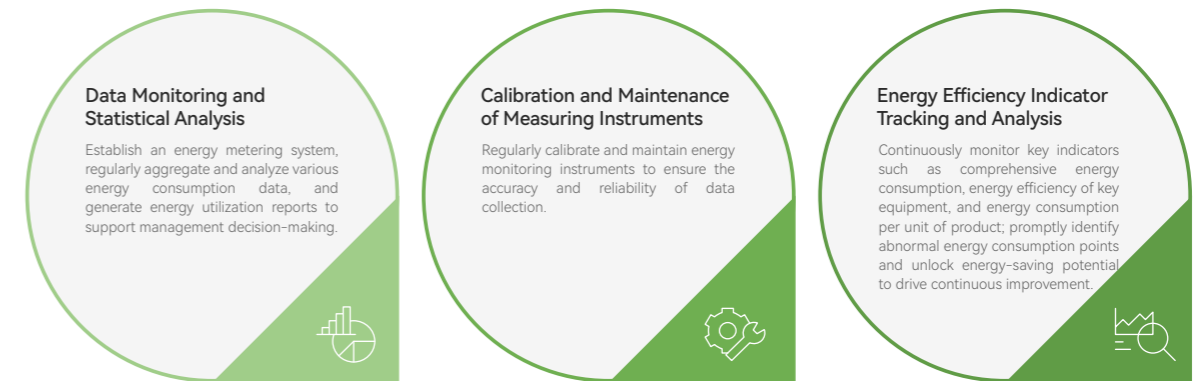 Data Monitoring and
Statistical Analysis
Establish an energy metering system,
regularly aggregate and analyze various
energy consumption data, and
generate energy utilization reports to
support management decision-making.
Calibration and Maintenance
of Measuring Instruments
Regularly calibrate and maintain energy
monitoring instruments to ensure the
accuracy and reliability of data
collection.
Energy Efficiency Indicator
Tracking and Analysis
Continuously monitor key indicators
such as comprehensive energy
consumption, energy efficiency of key
equipment, and energy consumption
per unit of product; promptly identify
abnormal energy consumption points
and unlock energy-saving potential
to drive continuous improvement.